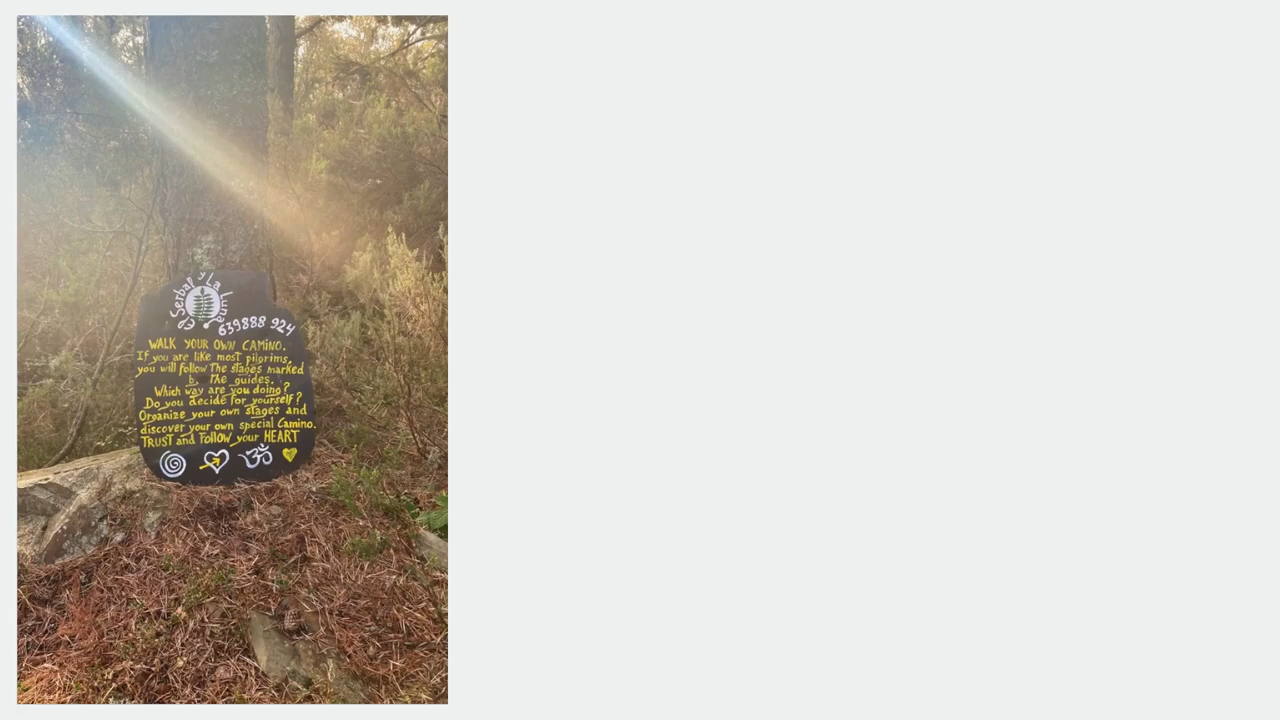 El Serbal y La Luna
639888 924
WALK YOUR OWN CAMINO.
If you are like most pilgrims,
you will follow The stages marked
The guides.
Which way are you doing?
Do you decide for yourself?
Organize your own stages and
discover your own special Camino.
TRUST and Follow your HEART